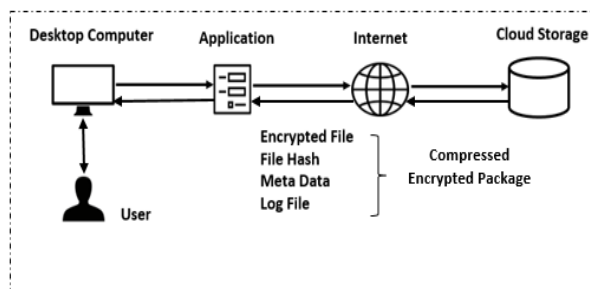 Desktop Computer
Application
Internet
Cloud Storage
Encrypted File
File Hash
Meta Data
Log File
Compressed
Encrypted Package
User